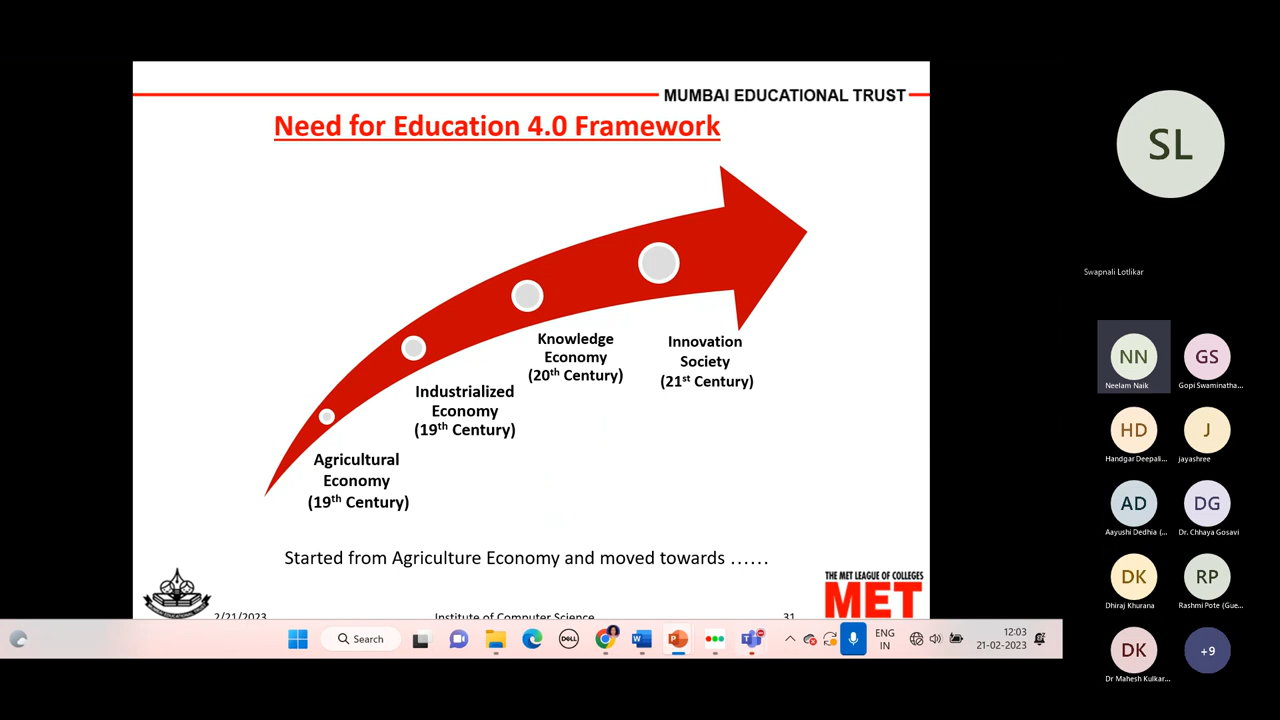 MUMBAI EDUCATIONAL TRUST
Need for Education 4.0 Framework
Knowledge
Economy
(20th Century)
Innovation
Society
(21st Century)
Industrialized
Economy
(19th Century)
Agricultural
Economy
(19th Century)
Started from Agriculture Economy and moved towards ......
THE MET LEAGUE OF COLLEGES
MET
2/21/2023
Institute of Computer Science
31
Search
DELL
ENG
IN
12:03
21-02-2023
SL
Swapnali Lotlikar
NN
Neelam Naik
GS
Gopi Swaminatha...
HD
Handgar Deepali...
J
jayashree
AD
Aayushi Dedhia (...
DG
Dr. Chhaya Gosavi
DK
Dhiraj Khurana
RP
Rashmi Pote (Gue...
DK
Dr Mahesh Kulkar...
+9